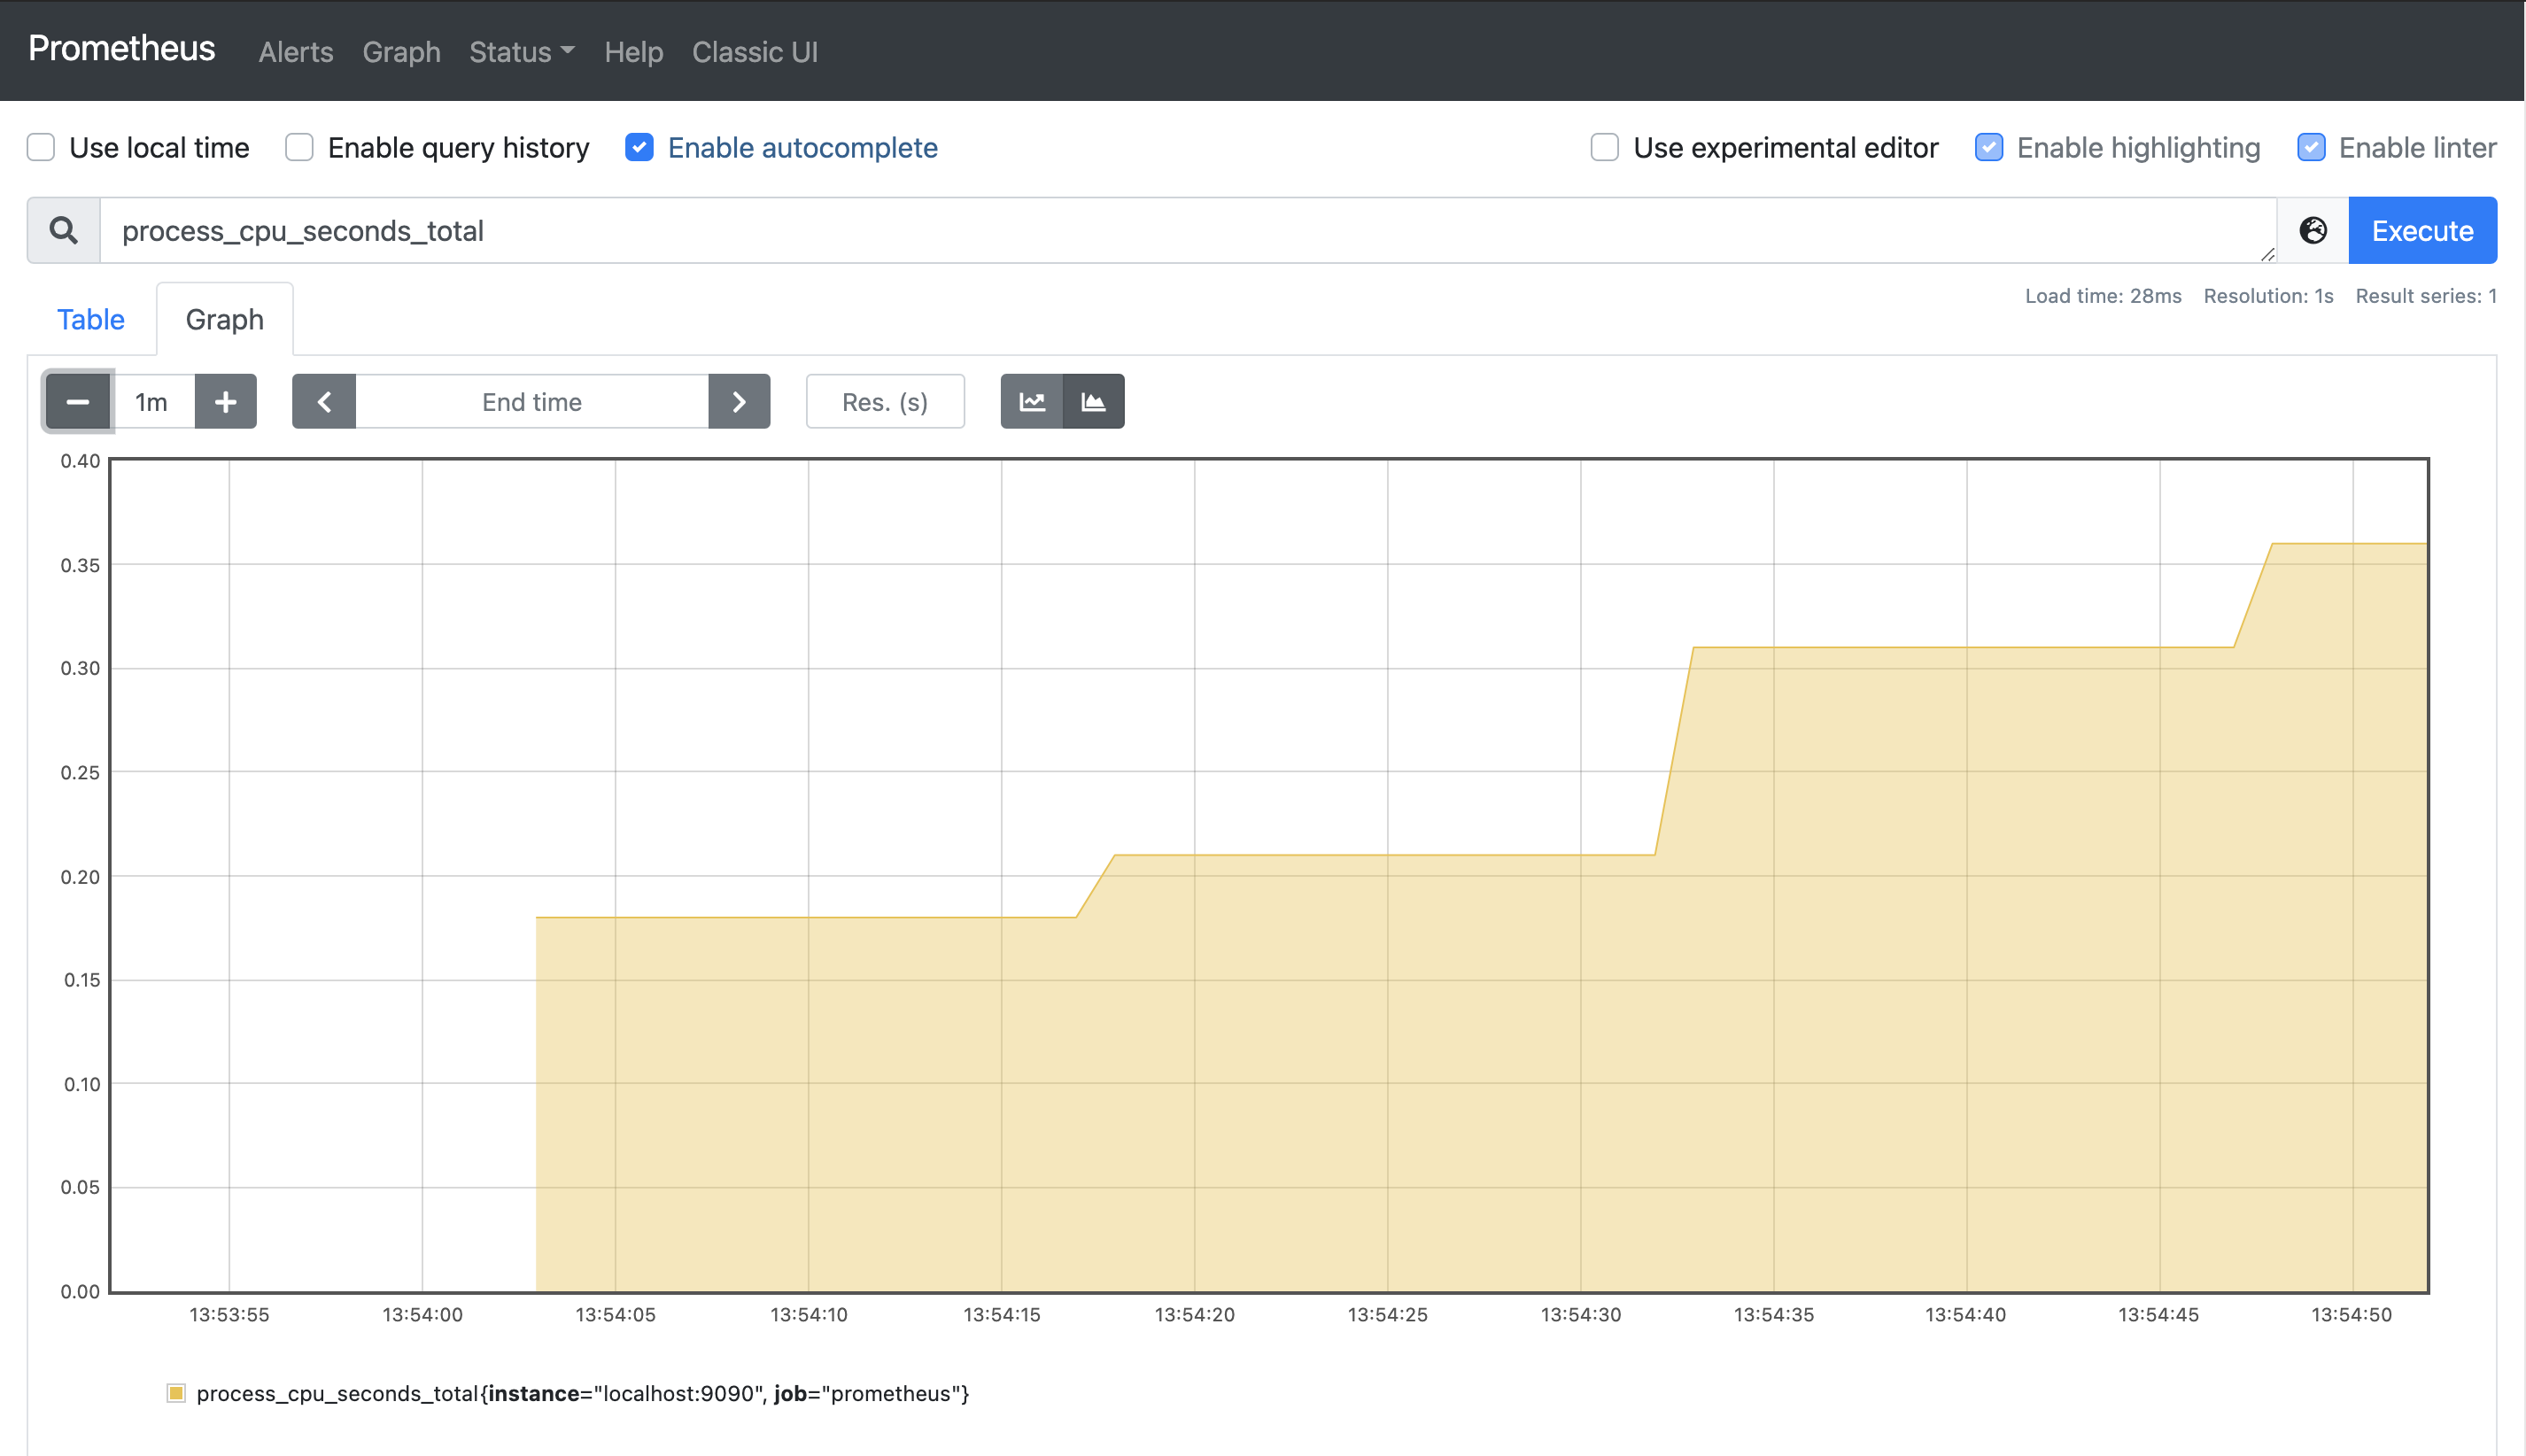 Prometheus Alerts Graph Status Help Classic UI
Use local time Enable query history Enable autocomplete Use experimental editor Enable highlighting Enable linter
process_cpu_seconds_total Execute
Load time: 28ms Resolution: 1s Result series: 1
Table Graph
1m End time Res. (s)
0.40
0.35
0.30
0.25
0.20
0.15
0.10
0.05
0.00
13:53:55 13:54:00 13:54:05 13:54:10 13:54:15 13:54:20 13:54:25 13:54:30 13:54:35 13:54:40 13:54:45 13:54:50
process_cpu_seconds_total{instance="localhost:9090", job="prometheus"}